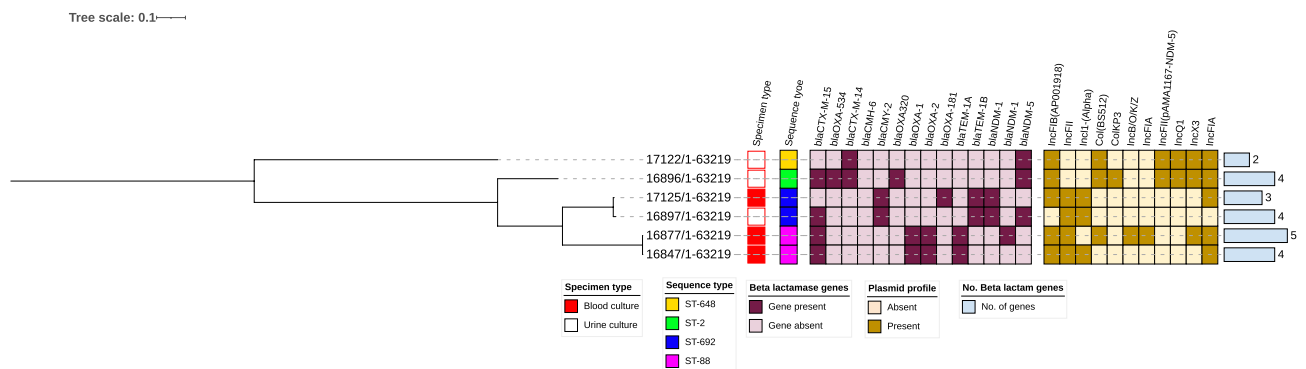 Tree scale: 0.1
Specimen type
Sequence tyoe
blaCTX-M-15
blaOXA-534
blaCTX-M-14
blaCMH-6
blaCMY-2
blaOXA320
blaOXA-1
blaOXA-2
blaOXA-181
blaTEM-1A
blaTEM-1B
blaNDM-1
blaNDM-1
blaNDM-5
IncFIB(AP001918)
IncFII
IncI1-(Alpha)
Col(BS512)
ColKP3
IncB/O/K/Z
IncFIA
IncFII(pAMA1167-NDM-5)
IncQ1
IncX3
IncFIA
17122/1-63219
2
16896/1-63219
4
17125/1-63219
3
16897/1-63219
4
16877/1-63219
5
16847/1-63219
4
Specimen type
Blood culture
Urine culture
Sequence type
ST-648
ST-2
ST-692
ST-88
Beta lactamase genes
Gene present
Gene absent
Plasmid profile
Absent
Present
No. Beta lactam genes
No. of genes